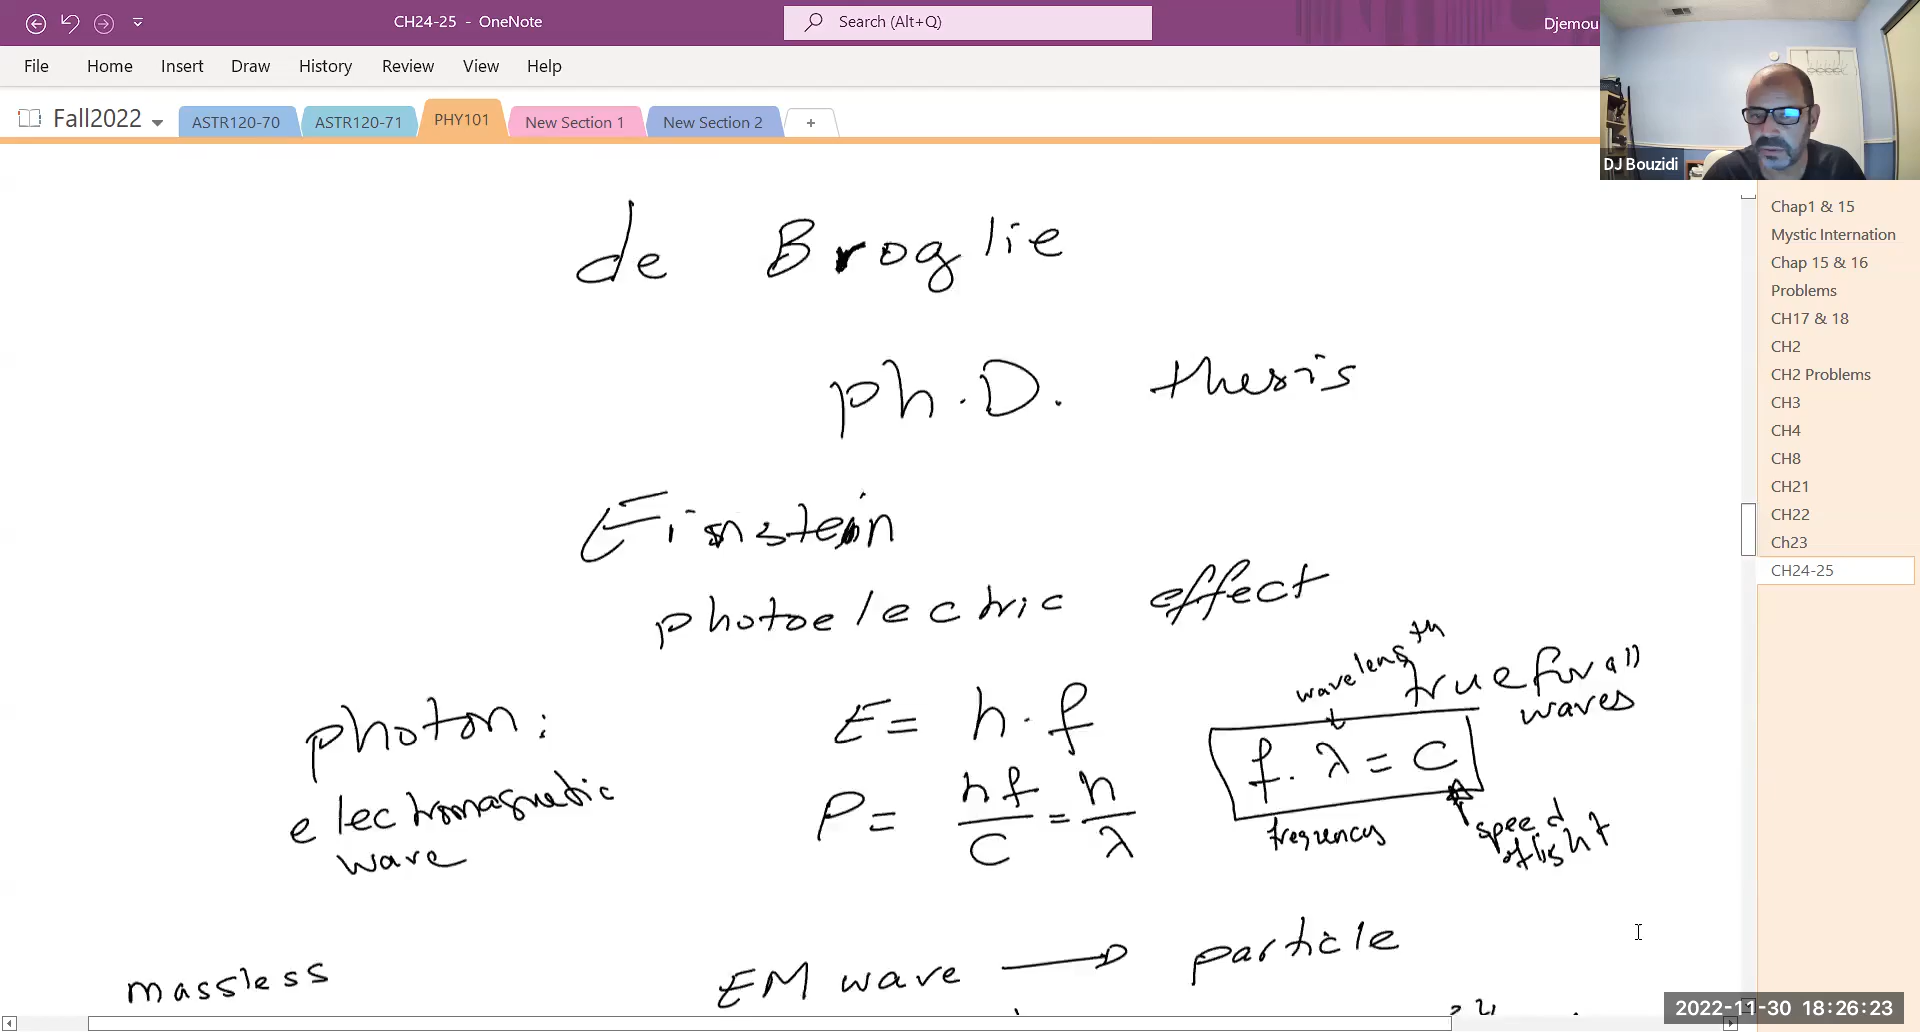 CH24-25 - OneNote
Search (Alt+Q)
Djemou
File Home Insert Draw History Review View Help
Fall2022
ASTR120-70 ASTR120-71 PHY101 New Section 1 New Section 2 +
DJ Bouzidi
Chap1 & 15
Mystic Internation
Chap 15 & 16
Problems
CH17 & 18
CH2
CH2 Problems
CH3
CH4
CH8
CH21
CH22
Ch23
CH24-25
de Broglie
ph.D. thesis
Einstein
photoelectric effect
wavelength
true for all
waves
photon:
E = h.f
f.λ = C
electromagnetic
wave
P = hf/C = h/λ
frequency
speed
of light
EM wave → particle
massless
2022-11-30 18:26:23